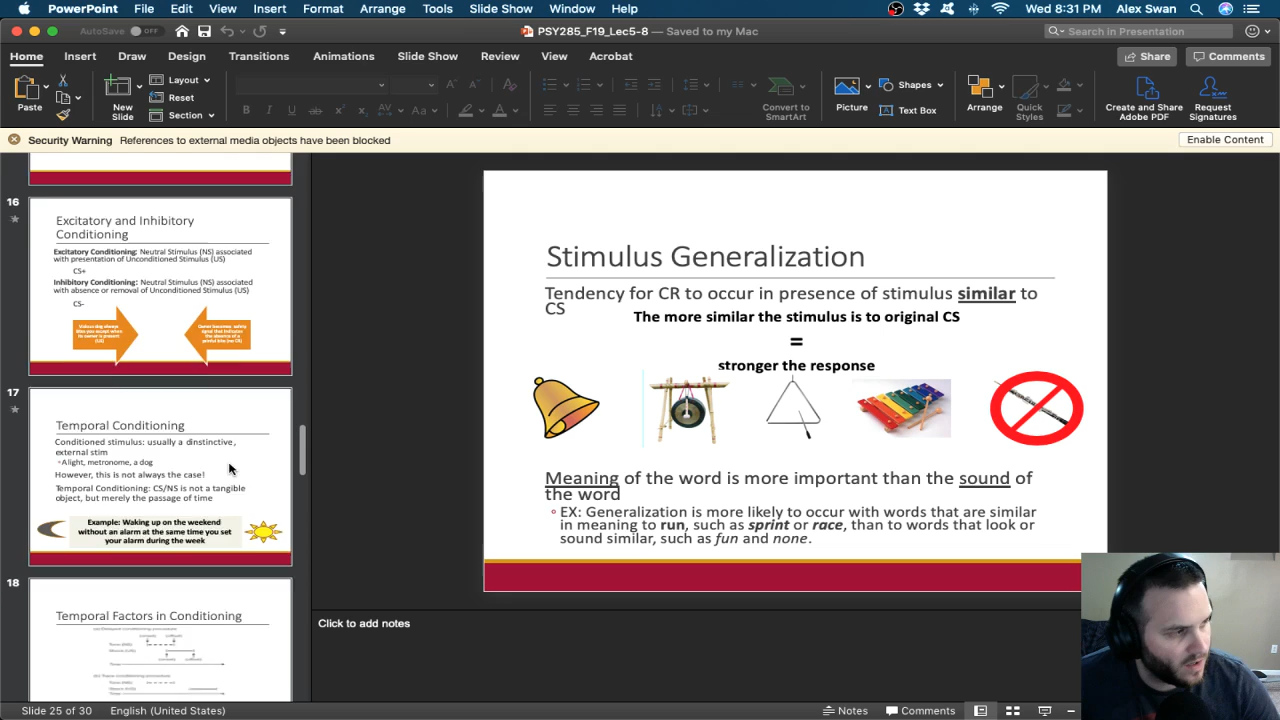 PowerPoint File Edit View Insert Format Arrange Tools Slide Show Window Help Wed 8:31 PM Alex Swan
AutoSave OFF PSY285_F19_Lec5-8 — Saved to my Mac Search in Presentation
Home Insert Draw Design Transitions Animations Slide Show Review View Acrobat Share Comments
Paste New Slide Layout Reset Section Convert to SmartArt Picture Shapes Text Box Arrange Quick Styles Create and Share Adobe PDF Request Signatures
Security Warning References to external media objects have been blocked Enable Content
16
Excitatory and Inhibitory
Conditioning
Excitatory Conditioning: Neutral Stimulus (NS) associated
with presentation of Unconditioned Stimulus (US)
CS+
Inhibitory Conditioning: Neutral Stimulus (NS) associated
with absence or removal of Unconditioned Stimulus (US)
CS-
17
Temporal Conditioning
Conditioned stimulus: usually a dinstinctive,
external stim
◦A light, metronome, a dog
However, this is not always the case!
Temporal Conditioning: CS/NS is not a tangible
object, but merely the passage of time
Example: Waking up on the weekend
without an alarm at the same time you set
your alarm during the week
18
Temporal Factors in Conditioning
Stimulus Generalization
Tendency for CR to occur in presence of stimulus similar to
CS
The more similar the stimulus is to original CS
=
stronger the response
Meaning of the word is more important than the sound of
the word
◦ EX: Generalization is more likely to occur with words that are similar
in meaning to run, such as sprint or race, than to words that look or
sound similar, such as fun and none.
Click to add notes
Slide 25 of 30 English (United States) Notes Comments